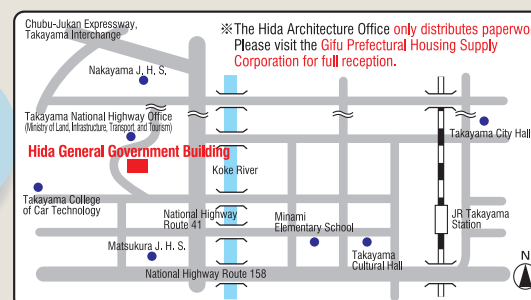 Chubu-Jukan Expressway,
Takayama Interchange
※The Hida Architecture Office only distributes paperwo
Please visit the Gifu Prefectural Housing Supply
Corporation for full reception.
Nakayama J. H. S.
Takayama National Highway Office
(Ministry of Land, Infrastructure, Transport, and Tourism)
Takayama City Hall
Hida General Government Building
Koke River
Takayama College
of Car Technology
National Highway
Route 41
Minami
Elementary School
JR Takayama
Station
Matsukura J. H. S.
Takayama
Cultural Hall
National Highway Route 158
N